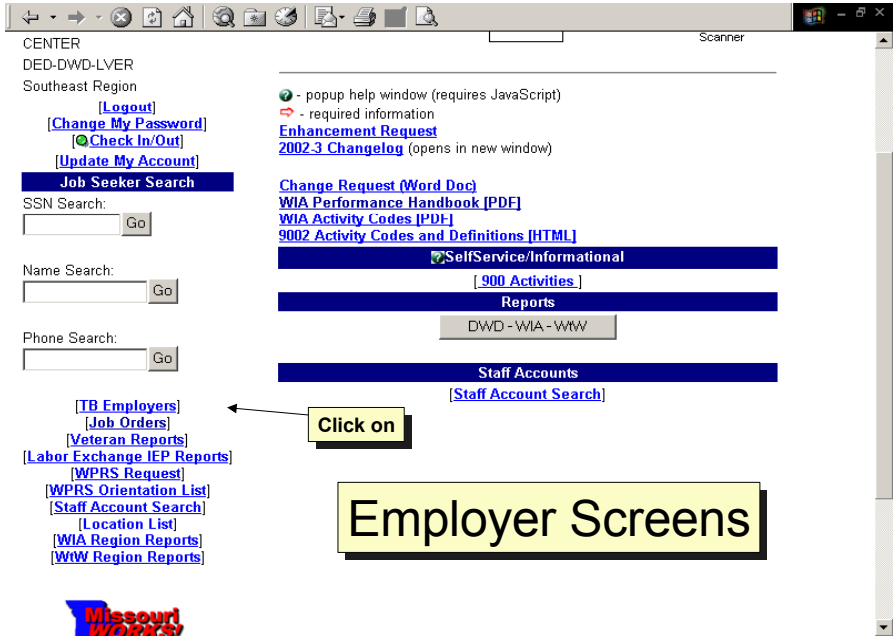 CENTER
DED-DWD-LVER
Southeast Region
[Logout]
[Change My Password]
[Check In/Out]
[Update My Account]
Job Seeker Search
SSN Search:
Go
Name Search:
Go
Phone Search:
Go
[TB Employers]
[Job Orders]
[Veteran Reports]
[Labor Exchange IEP Reports]
[WPRS Request]
[WPRS Orientation List]
[Staff Account Search]
[Location List]
[WIA Region Reports]
[WtW Region Reports]
Missouri
WORKS!
Scanner
? - popup help window (requires JavaScript)
- required information
Enhancement Request
2002-3 Changelog (opens in new window)
Change Request (Word Doc)
WIA Performance Handbook [PDF]
WIA Activity Codes [PDF]
9002 Activity Codes and Definitions [HTML]
?SelfService/Informational
[ 900 Activities ]
Reports
DWD - WIA - WtW
Staff Accounts
[Staff Account Search]
Click on
Employer Screens